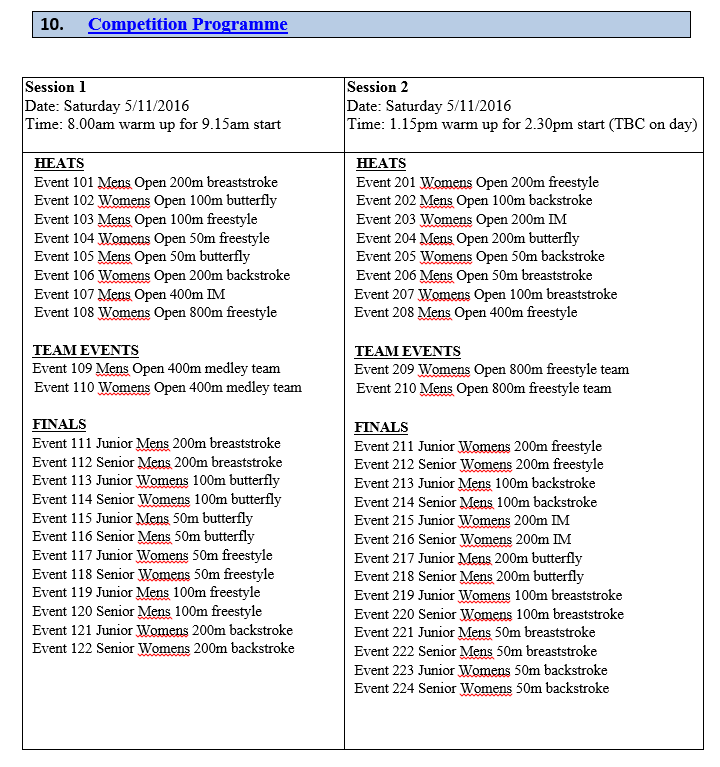 10. Competition Programme
Session 1
Date: Saturday 5/11/2016
Time: 8.00am warm up for 9.15am start
HEATS
Event 101 Mens Open 200m breaststroke
Event 102 Womens Open 100m butterfly
Event 103 Mens Open 100m freestyle
Event 104 Womens Open 50m freestyle
Event 105 Mens Open 50m butterfly
Event 106 Womens Open 200m backstroke
Event 107 Mens Open 400m IM
Event 108 Womens Open 800m freestyle
TEAM EVENTS
Event 109 Mens Open 400m medley team
Event 110 Womens Open 400m medley team
FINALS
Event 111 Junior Mens 200m breaststroke
Event 112 Senior Mens 200m breaststroke
Event 113 Junior Womens 100m butterfly
Event 114 Senior Womens 100m butterfly
Event 115 Junior Mens 50m butterfly
Event 116 Senior Mens 50m butterfly
Event 117 Junior Womens 50m freestyle
Event 118 Senior Womens 50m freestyle
Event 119 Junior Mens 100m freestyle
Event 120 Senior Mens 100m freestyle
Event 121 Junior Womens 200m backstroke
Event 122 Senior Womens 200m backstroke
Session 2
Date: Saturday 5/11/2016
Time: 1.15pm warm up for 2.30pm start (TBC on day)
HEATS
Event 201 Womens Open 200m freestyle
Event 202 Mens Open 100m backstroke
Event 203 Womens Open 200m IM
Event 204 Mens Open 200m butterfly
Event 205 Womens Open 50m backstroke
Event 206 Mens Open 50m breaststroke
Event 207 Womens Open 100m breaststroke
Event 208 Mens Open 400m freestyle
TEAM EVENTS
Event 209 Womens Open 800m freestyle team
Event 210 Mens Open 800m freestyle team
FINALS
Event 211 Junior Womens 200m freestyle
Event 212 Senior Womens 200m freestyle
Event 213 Junior Mens 100m backstroke
Event 214 Senior Mens 100m backstroke
Event 215 Junior Womens 200m IM
Event 216 Senior Womens 200m IM
Event 217 Junior Mens 200m butterfly
Event 218 Senior Mens 200m butterfly
Event 219 Junior Womens 100m breaststroke
Event 220 Senior Womens 100m breaststroke
Event 221 Junior Mens 50m breaststroke
Event 222 Senior Mens 50m breaststroke
Event 223 Junior Womens 50m backstroke
Event 224 Senior Womens 50m backstroke